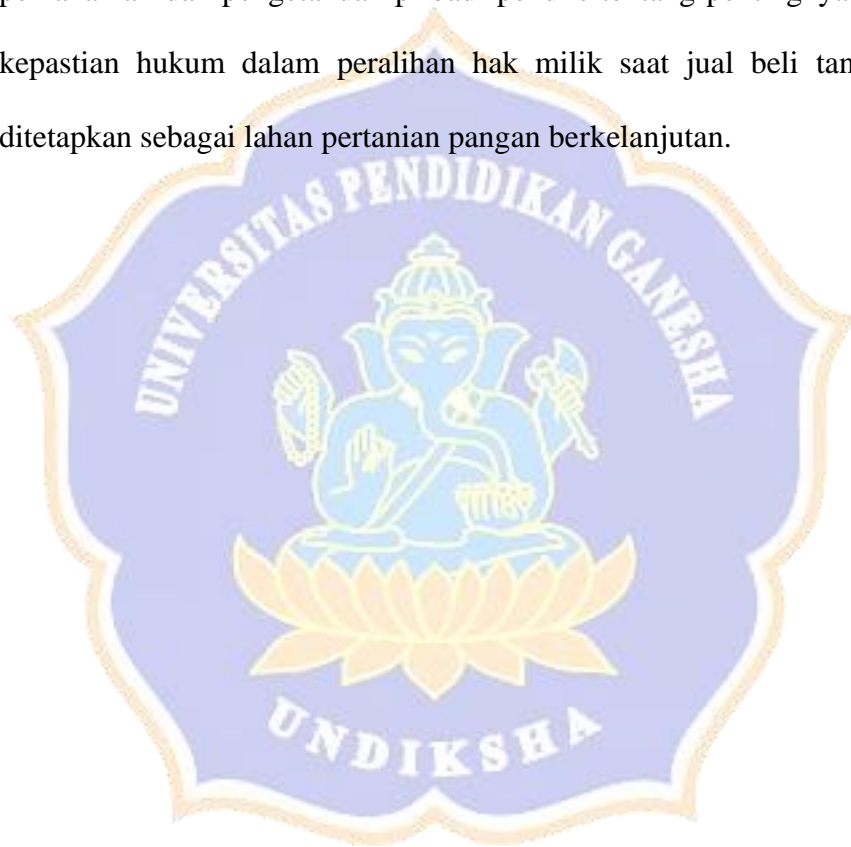 kepastian hukum dalam peralihan hak milik saat jual beli tan
ditetapkan sebagai lahan pertanian pangan berkelanjutan.
UNIVERSITAS PENDIDIKAN GANESHA
UNDIKSHA